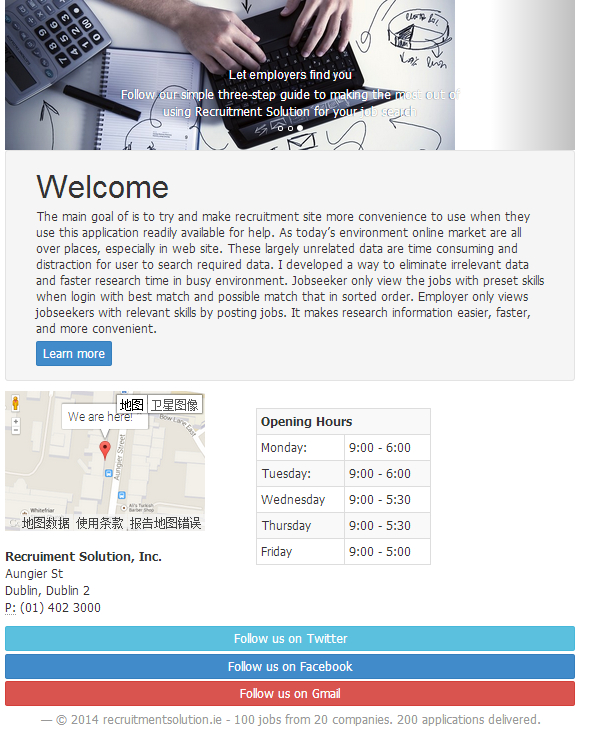 Let employers find you
Follow our simple three-step guide to making the most out of
using Recruitment Solution for your job search
Welcome
The main goal of is to try and make recruitment site more convenience to use when they
use this application readily available for help. As today's environment online market are all
over places, especially in web site. These largely unrelated data are time consuming and
distraction for user to search required data. I developed a way to eliminate irrelevant data
and faster research time in busy environment. Jobseeker only view the jobs with preset skills
when login with best match and possible match that in sorted order. Employer only views
jobseekers with relevant skills by posting jobs. It makes research information easier, faster,
and more convenient.
Learn more
地图 卫星图像
We are here!
Bow Lane East
Aungier Street
Ali's Turkish
Barber Shop
Whitefriar
地图数据 使用条款 报告地图错误
Opening Hours
Monday: 9:00 - 6:00
Tuesday: 9:00 - 6:00
Wednesday 9:00 - 5:30
Thursday 9:00 - 5:30
Friday 9:00 - 5:00
Recruiment Solution, Inc.
Aungier St
Dublin, Dublin 2
P: (01) 402 3000
Follow us on Twitter
Follow us on Facebook
Follow us on Gmail
— © 2014 recruitmentsolution.ie - 100 jobs from 20 companies. 200 applications delivered.